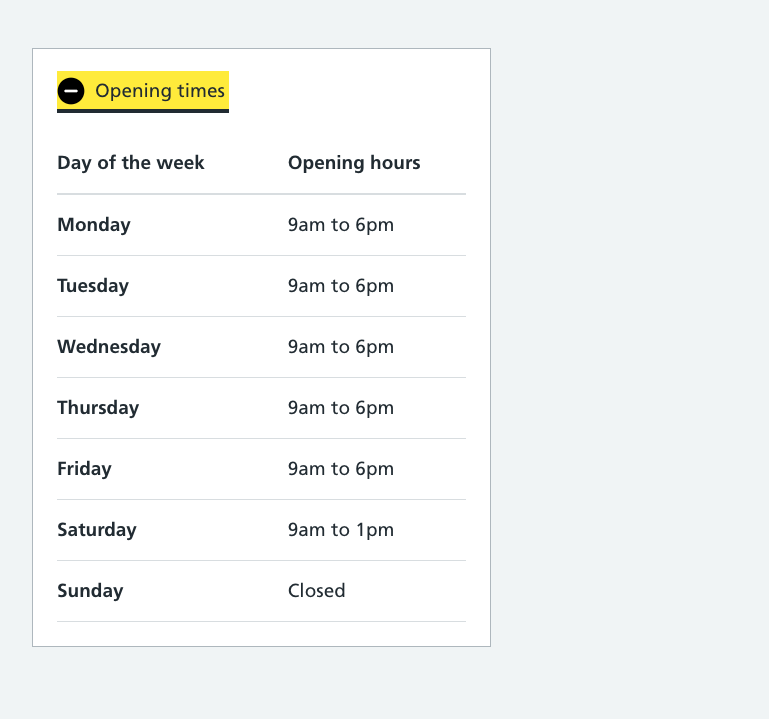 Opening times
Day of the week Opening hours
Monday 9am to 6pm
Tuesday 9am to 6pm
Wednesday 9am to 6pm
Thursday 9am to 6pm
Friday 9am to 6pm
Saturday 9am to 1pm
Sunday Closed